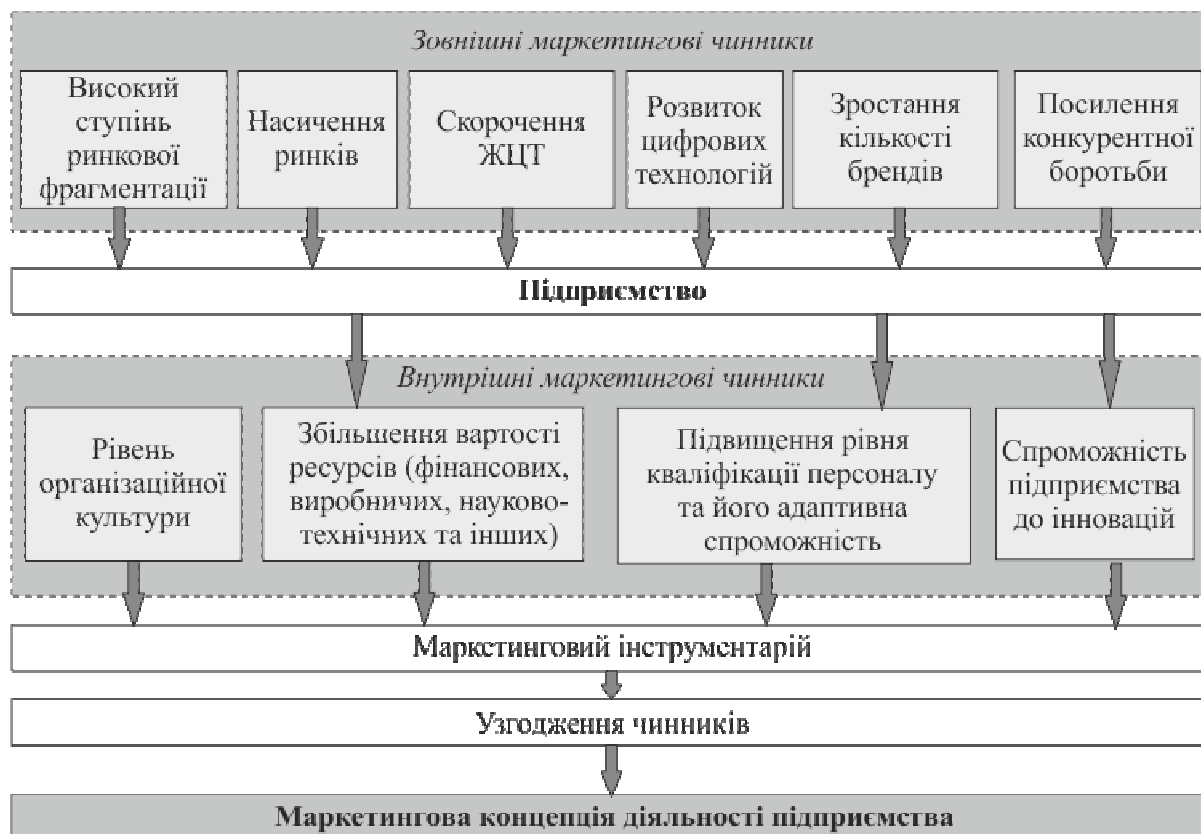 Зовнішні маркетингові чинники
Високий
ступінь
ринкової
фрагментації
Насичення
ринків
Скорочення
ЖЦТ
Розвиток
цифрових
технологій
Зростання
кількості
брендів
Посилення
конкурентної
боротьби
Підприємство
Внутрішні маркетингові чинники
Рівень
організаційної
культури
Збільшення вартості
ресурсів (фінансових,
виробничих, науково-
технічних та інших)
Підвищення рівня
кваліфікації персоналу
та його адаптивна
спроможність
Спроможність
підприємства
до інновацій
Маркетинговий інструментарій
Узгодження чинників
Маркетингова концепція діяльності підприємства